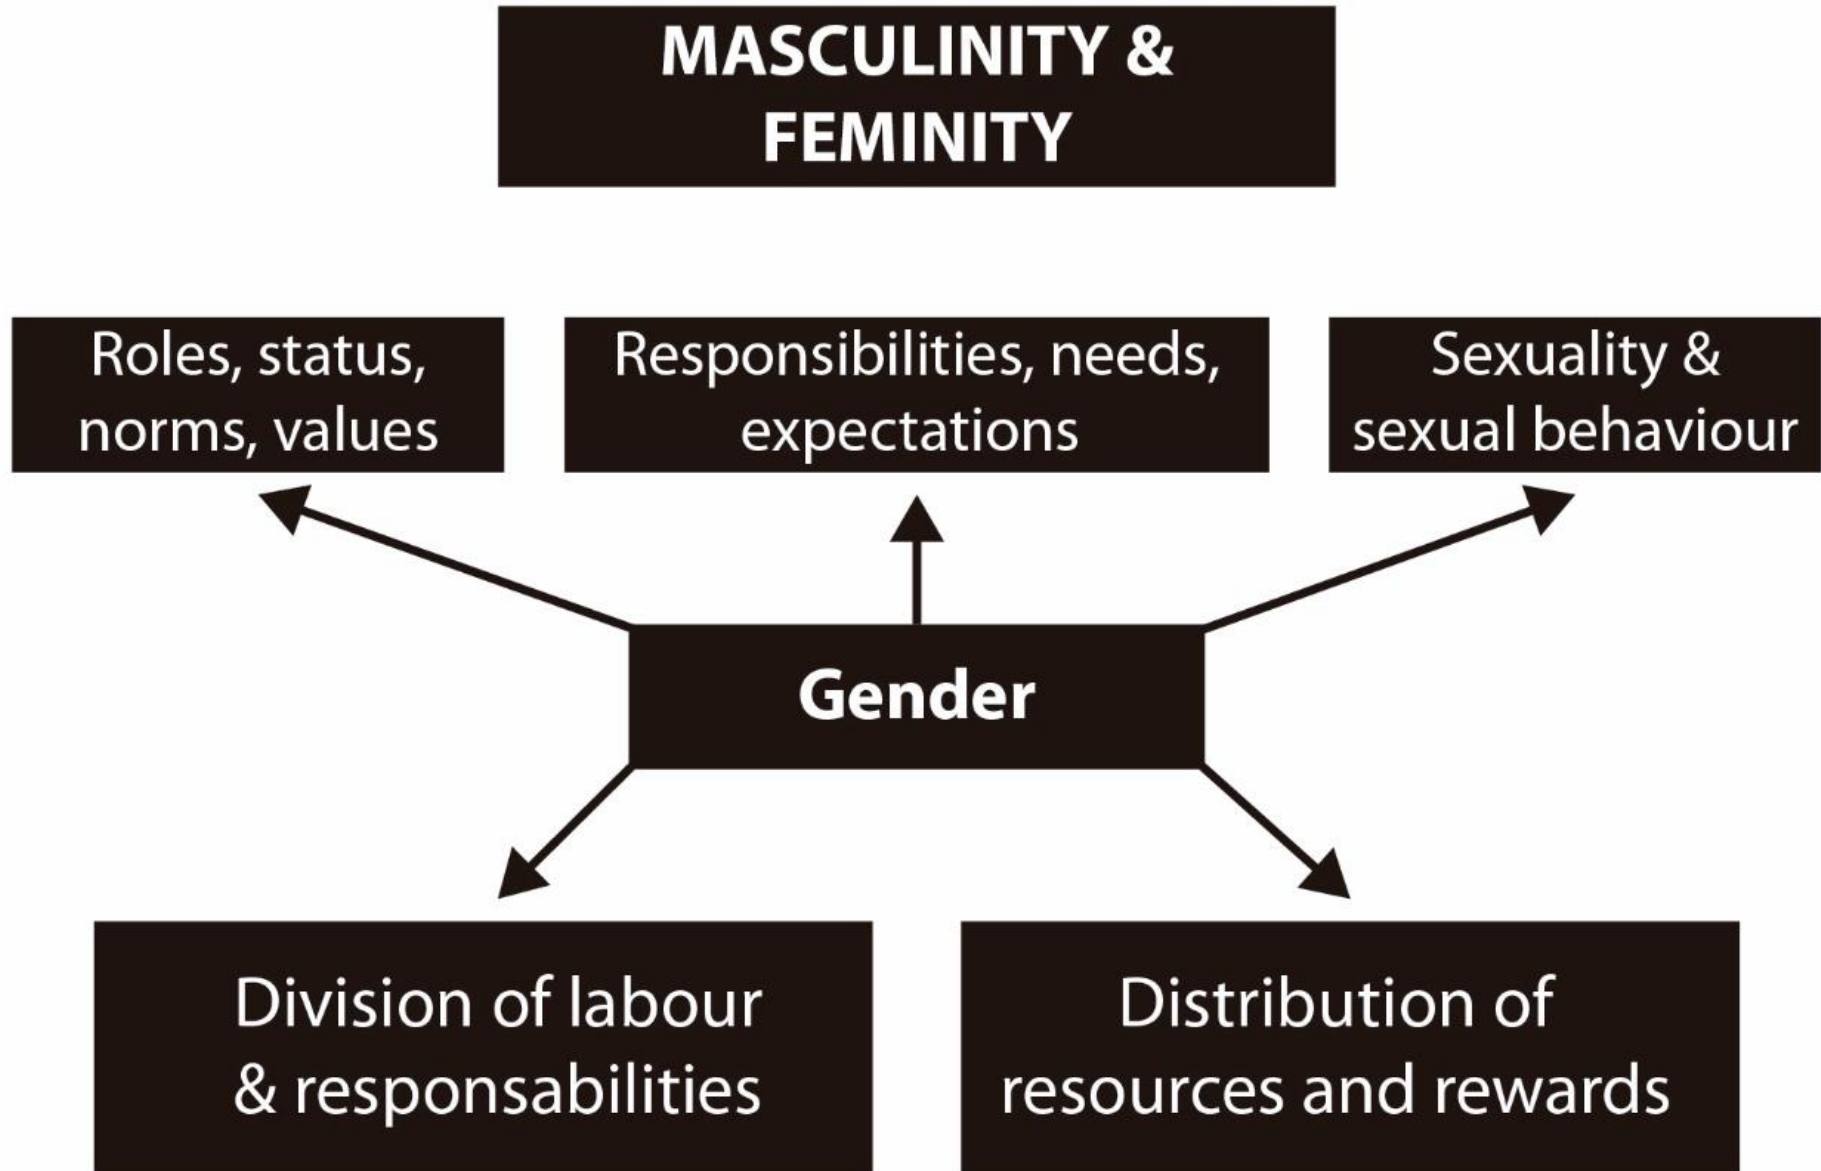 MASCULINITY &
FEMINITY
Roles, status,
norms, values
Responsibilities, needs,
expectations
Sexuality &
sexual behaviour
Gender
Division of labour
& responsabilities
Distribution of
resources and rewards